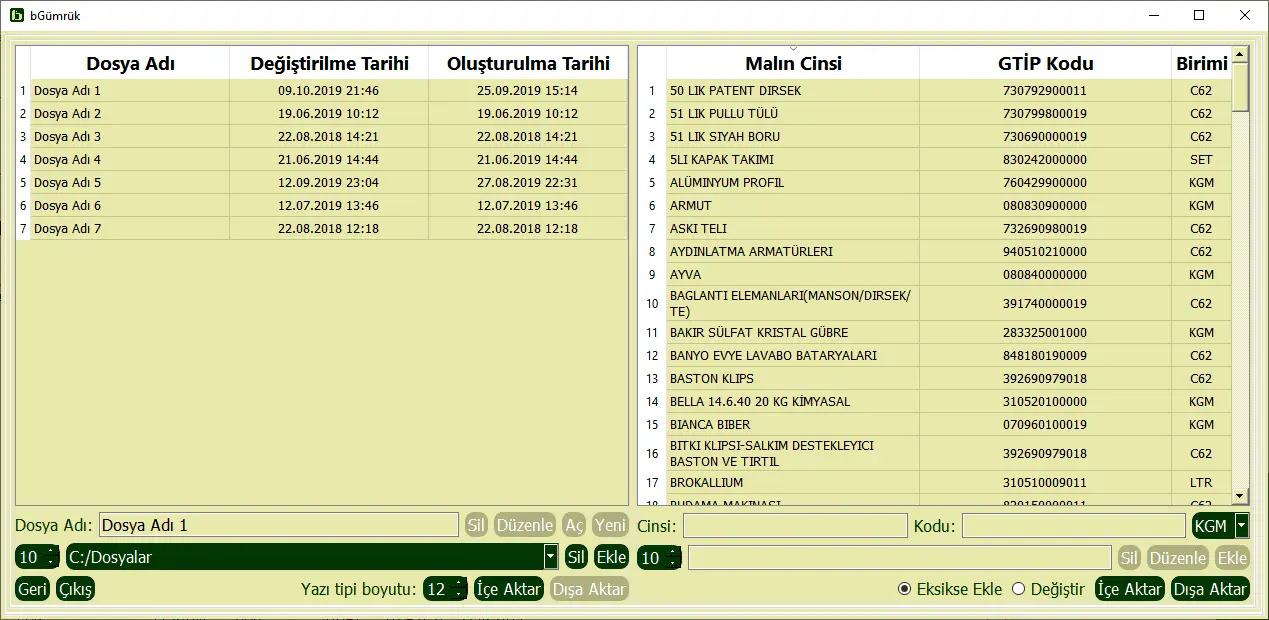 bGümrük
Dosya Adı Değiştirilme Tarihi Oluşturulma Tarihi
1 Dosya Adı 1 09.10.2019 21:46 25.09.2019 15:14
2 Dosya Adı 2 19.06.2019 10:12 19.06.2019 10:12
3 Dosya Adı 3 22.08.2018 14:21 22.08.2018 14:21
4 Dosya Adı 4 21.06.2019 14:44 21.06.2019 14:44
5 Dosya Adı 5 12.09.2019 23:04 27.08.2019 22:31
6 Dosya Adı 6 12.07.2019 13:46 12.07.2019 13:46
7 Dosya Adı 7 22.08.2018 12:18 22.08.2018 12:18
Dosya Adı: Dosya Adı 1 Sil Düzenle Aç Yeni
10 C:/Dosyalar Sil Ekle
Geri Çıkış Yazı tipi boyutu: 12 İçe Aktar Dışa Aktar
Malın Cinsi GTİP Kodu Birimi
1 50 LIK PATENT DIRSEK 730792900011 C62
2 51 LIK PULLU TÜLÜ 730799800019 C62
3 51 LIK SIYAH BORU 730690000019 C62
4 5LI KAPAK TAKIMI 830242000000 SET
5 ALÜMINYUM PROFIL 760429900000 KGM
6 ARMUT 080830900000 KGM
7 ASKI TELI 732690980019 C62
8 AYDINLATMA ARMATÜRLERI 940510210000 C62
9 AYVA 080840000000 KGM
10 BAGLANTI ELEMANLARI(MANSON/DIRSEK/
TE) 391740000019 C62
11 BAKIR SÜLFAT KRISTAL GÜBRE 283325001000 KGM
12 BANYO EVYE LAVABO BATARYALARI 848180190009 C62
13 BASTON KLIPS 392690979018 C62
14 BELLA 14.6.40 20 KG KİMYASAL 310520100000 KGM
15 BIANCA BIBER 070960100019 KGM
16 BITKI KLIPSI-SALKIM DESTEKLEYICI
BASTON VE TIRTIL 392690979018 C62
17 BROKALLIUM 310510009011 LTR
Cinsi: Kodu: KGM
10 Sil Düzenle Ekle
Eksikse Ekle Değiştir İçe Aktar Dışa Aktar